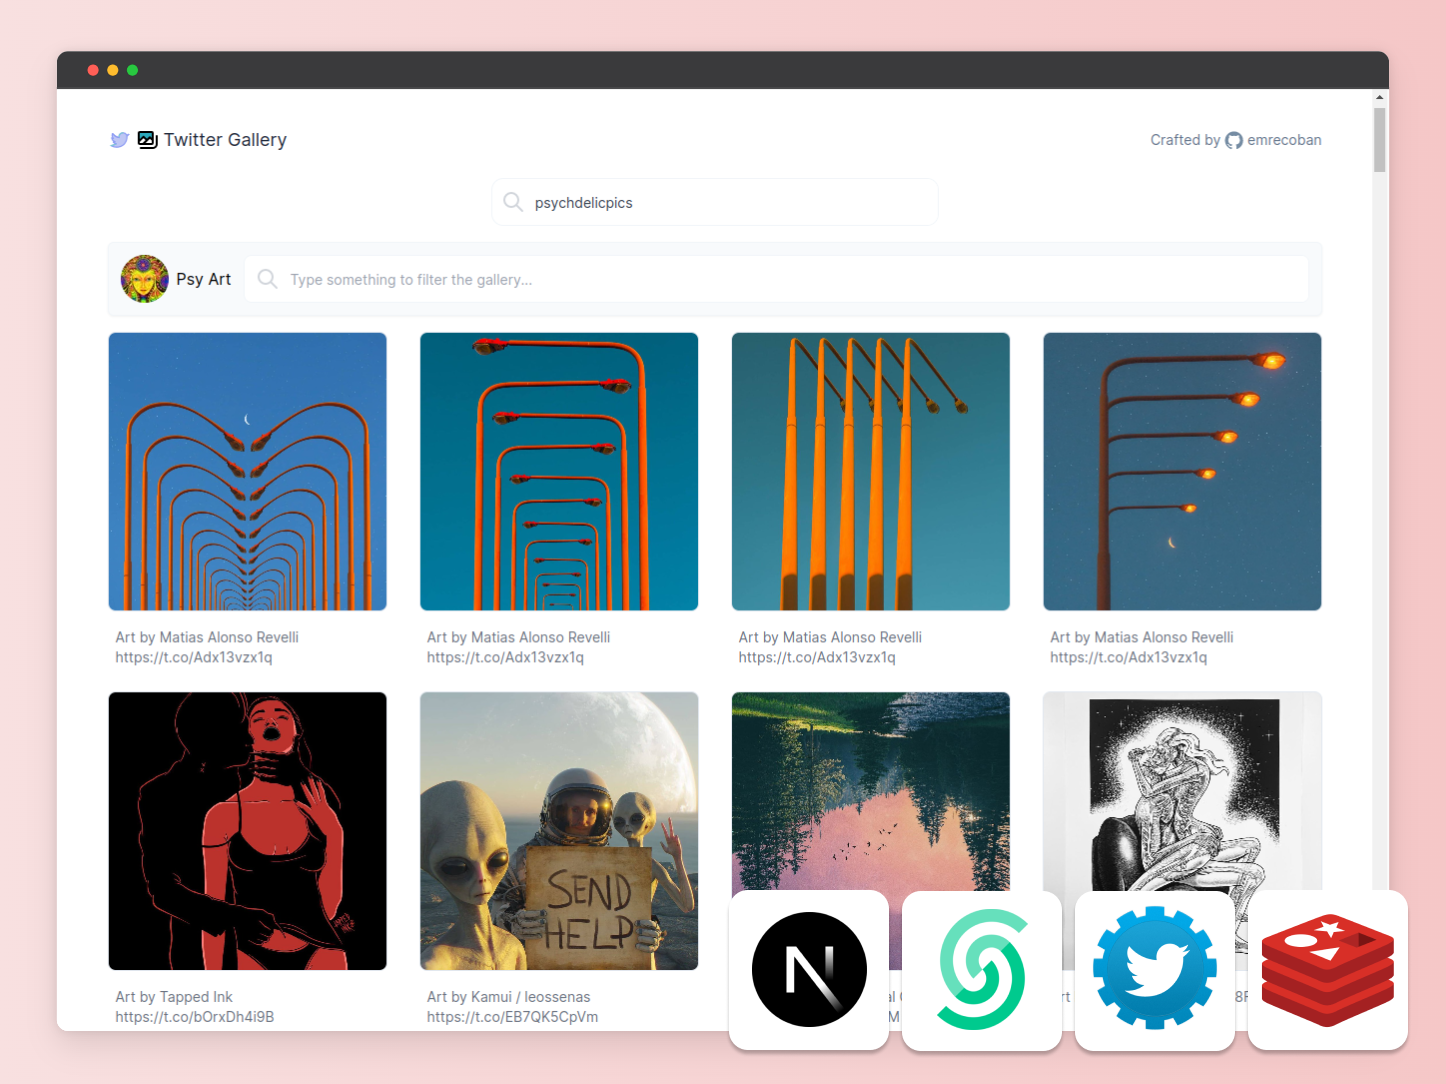 Twitter Gallery
Crafted by emrecoban
psychdelicpics
Psy Art
Type something to filter the gallery...
Art by Matias Alonso Revelli
https://t.co/Adx13vzx1q
Art by Matias Alonso Revelli
https://t.co/Adx13vzx1q
Art by Matias Alonso Revelli
https://t.co/Adx13vzx1q
Art by Matias Alonso Revelli
https://t.co/Adx13vzx1q
SEND
HELP
Art by Tapped Ink
https://t.co/bOrxDh4i9B
Art by Kamui / leossenas
https://t.co/EB7QK5CpVm
N